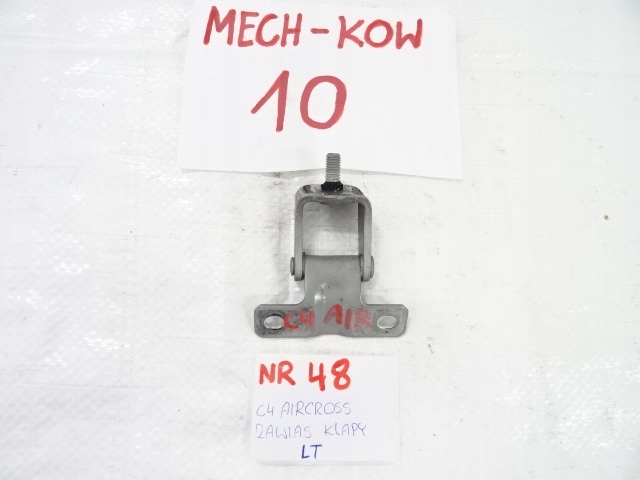 MECH-KOW
10
C4 AIR
NR 48
C4 AIRCROSS
ZAWIAS KLAPY
LT